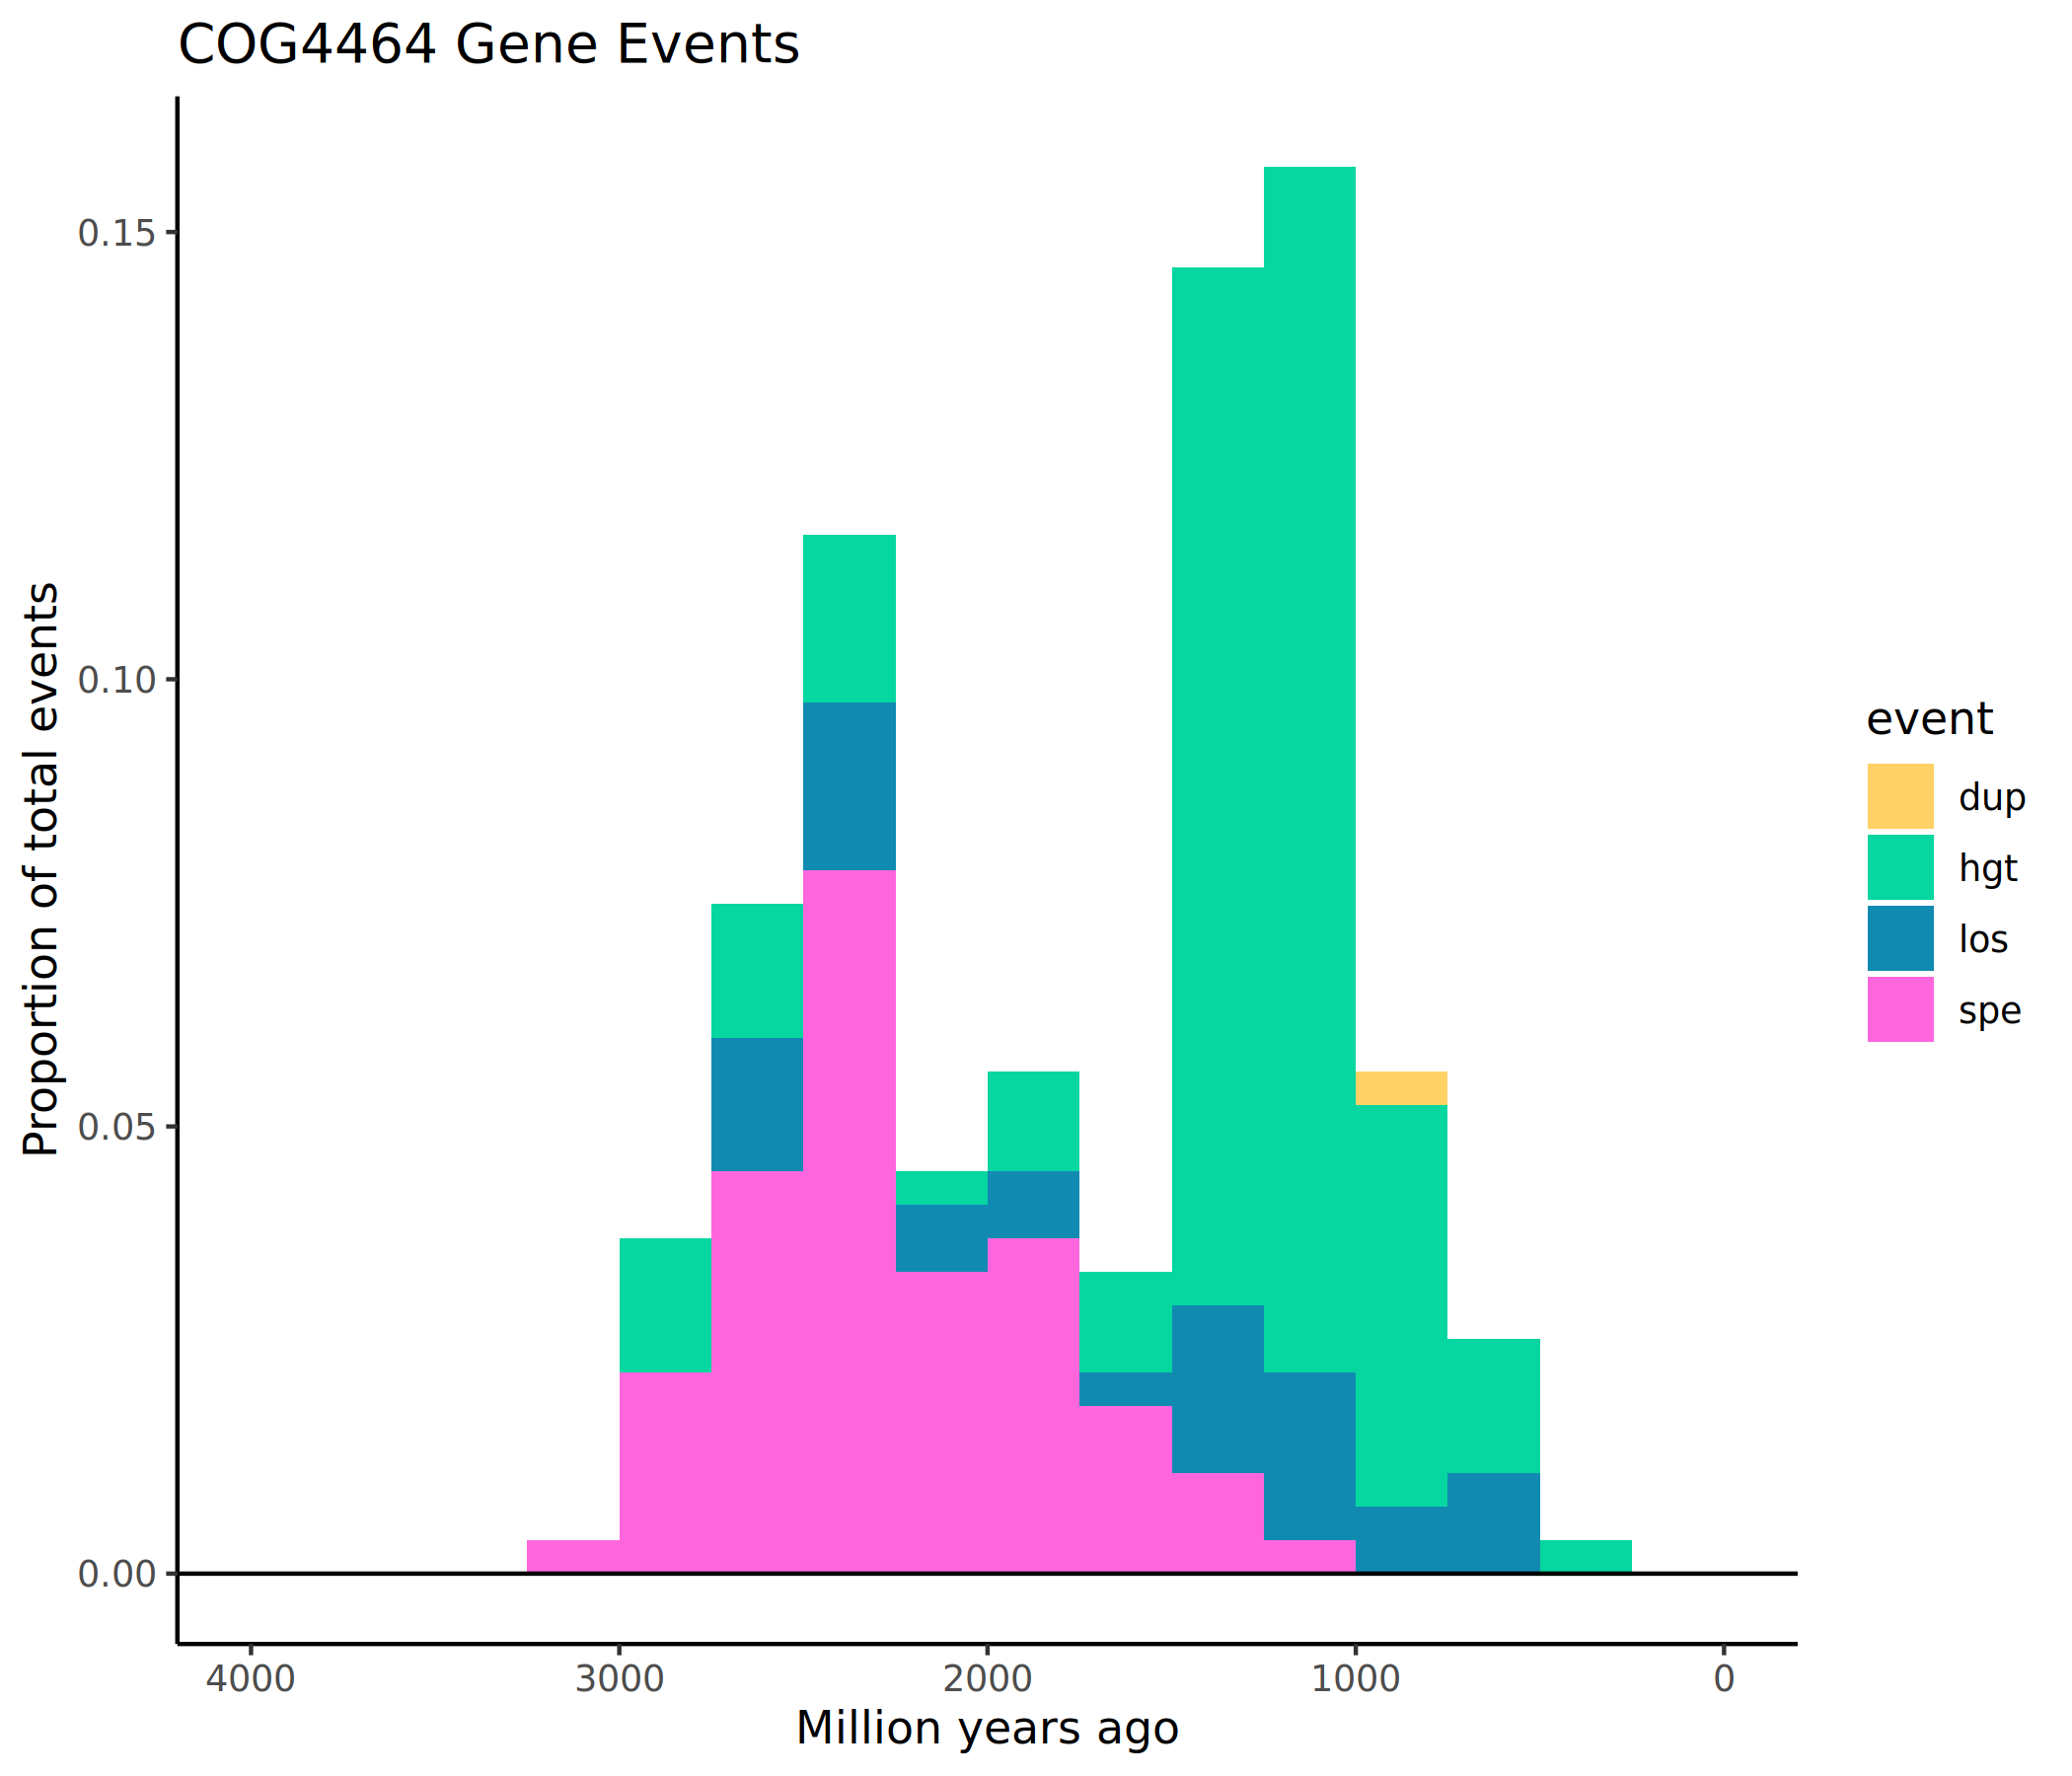 COG4464 Gene Events
Proportion of total events
0.15
0.10
0.05
0.00
4000 3000 2000 1000 0
Million years ago
event
dup
hgt
los
spe